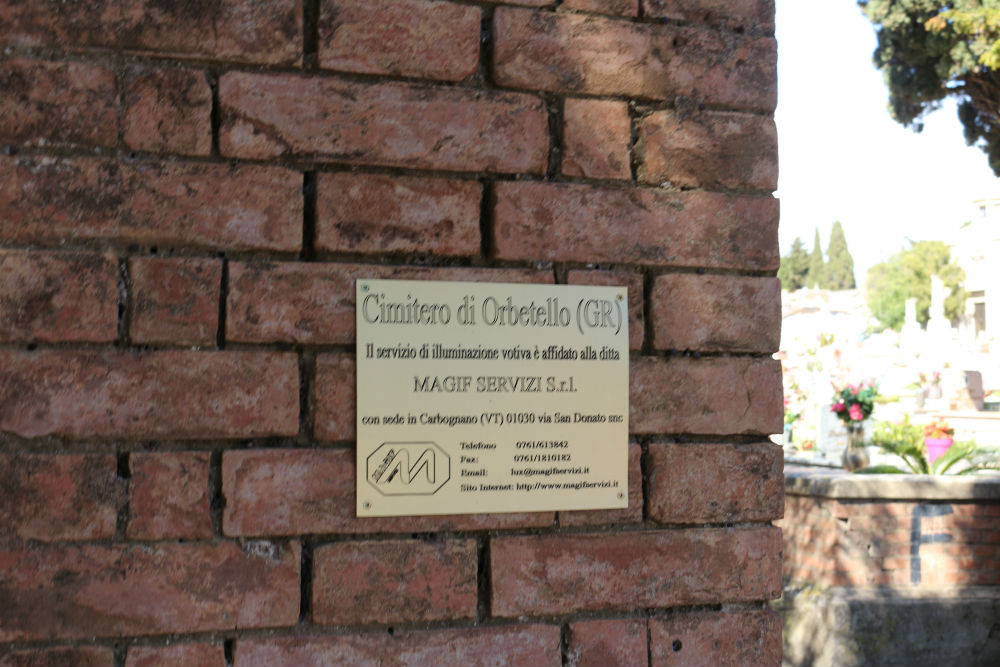 Cimitero di Orbetello (GR)
Il servizio di illuminazione votiva è affidato alla ditta
MAGIF SERVIZI S.r.l.
con sede in Carbognano (VT) 01030 via San Donato snc
Telefono 0761/613842
Fax: 0761/1810182
Email: lux@magifservizi.it
Sito Internet: http://www.magifservizi.it
F